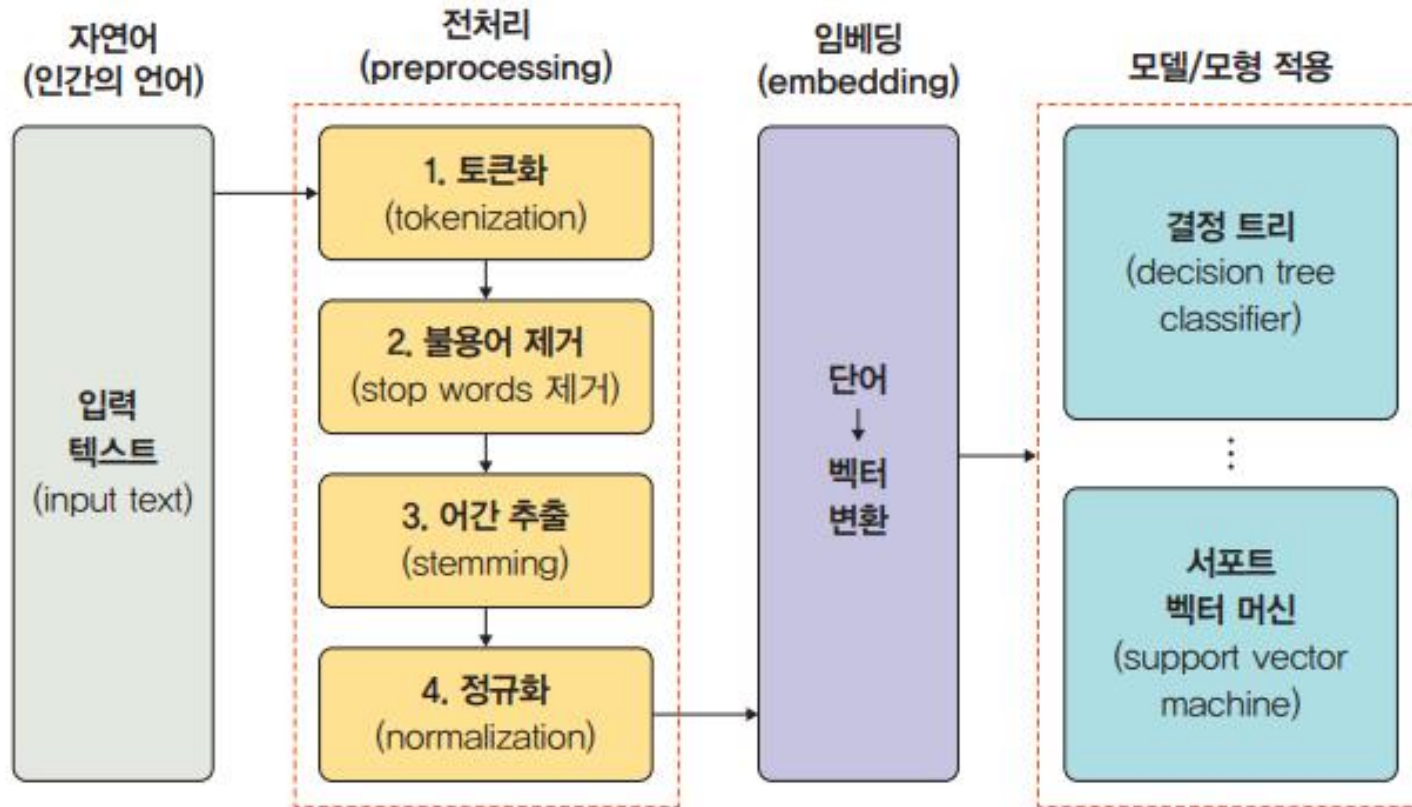 자연어
(인간의 언어)
입력
텍스트
(input text)
전처리
(preprocessing)
1. 토큰화
(tokenization)
2. 불용어 제거
(stop words 제거)
3. 어간 추출
(stemming)
4. 정규화
(normalization)
임베딩
(embedding)
단어
벡터
변환
모델/모형 적용
결정 트리
(decision tree
classifier)
⋮
서포트
벡터 머신
(support vector
machine)